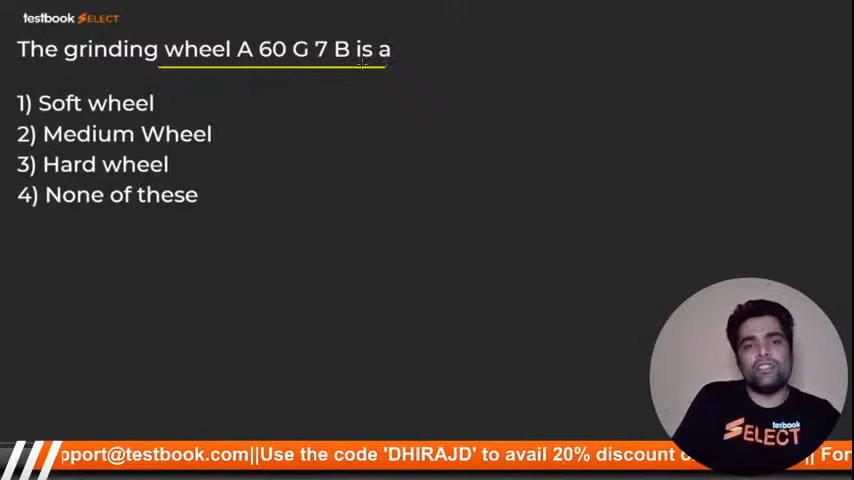 testbook SELECT
The grinding wheel A 60 G 7 B is a
1) Soft wheel
2) Medium Wheel
3) Hard wheel
4) None of these
testbook
SELECT
pport@testbook.com||Use the code 'DHIRAJD' to avail 20% discount || For